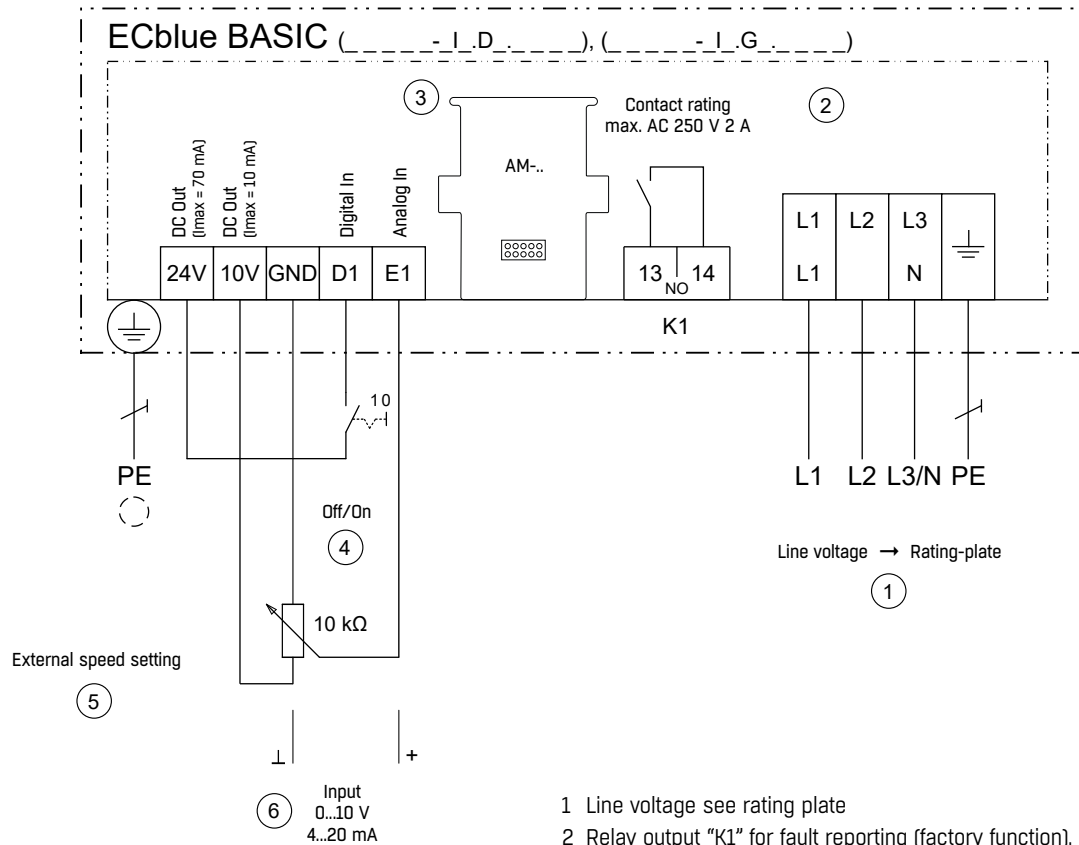 ECblue BASIC (_ _ _ _ _-_I_.D_._ _ _ _), (_ _ _ _ _-_I_.G_._ _ _ _)
3
Contact rating
max. AC 250 V 2 A
2
AM-..
DC Out
(Imax = 70 mA)
DC Out
(Imax = 10 mA)
Digital In
Analog In
24V 10V GND D1 E1
13 14
NO
K1
L1 L2 L3
L1 N
1 0
PE
L1 L2 L3/N PE
Off/On
4
Line voltage → Rating-plate
1
10 kΩ
External speed setting
5
⊥ +
6
Input
0...10 V
4...20 mA
1 Line voltage see rating plate
2 Relay output "K1" for fault reporting (factory function).